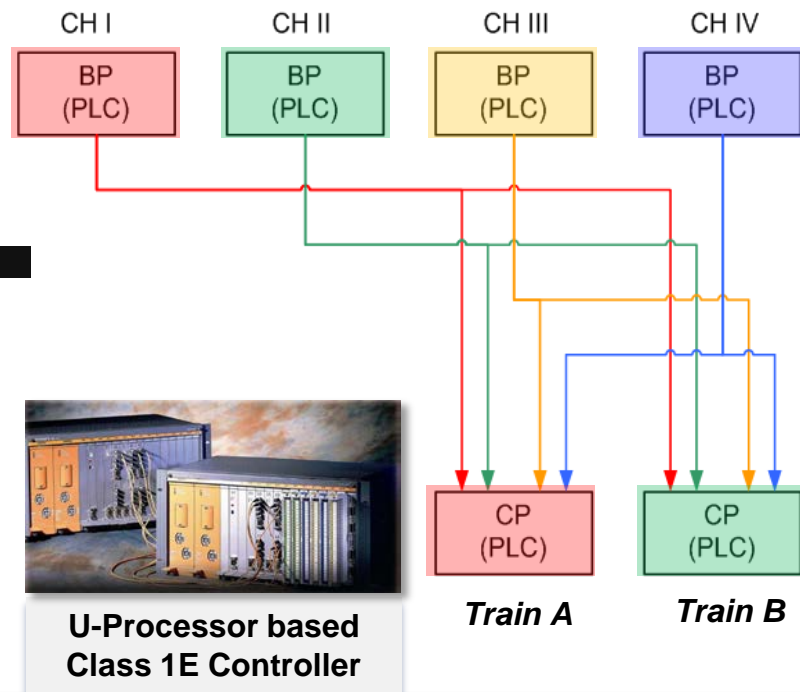 CH I
CH II
CH III
CH IV
BP
(PLC)
BP
(PLC)
BP
(PLC)
BP
(PLC)
CP
(PLC)
CP
(PLC)
Train A
Train B
U-Processor based
Class 1E Controller